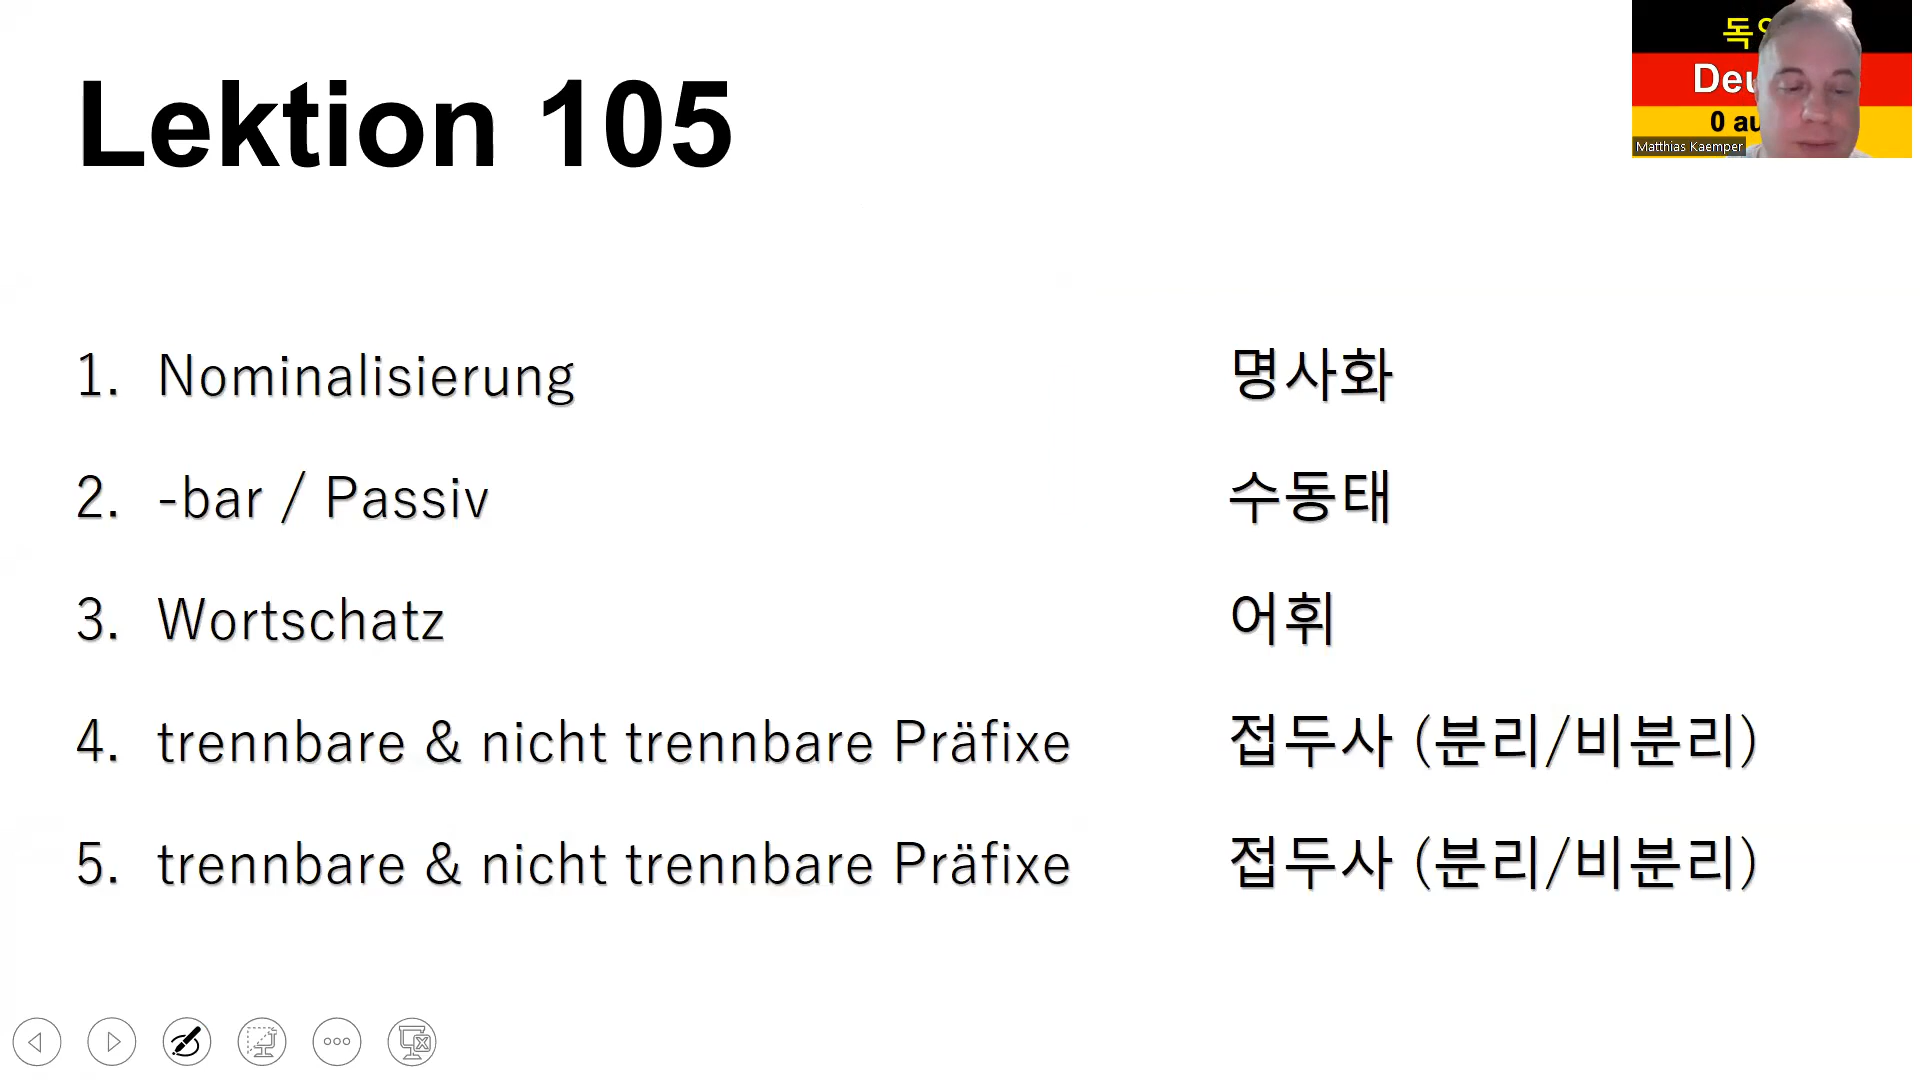 Lektion 105
1. Nominalisierung 명사화
2. -bar / Passiv 수동태
3. Wortschatz 어휘
4. trennbare & nicht trennbare Präfixe 접두사 (분리/비분리)
5. trennbare & nicht trennbare Präfixe 접두사 (분리/비분리)
Matthias Kaemper